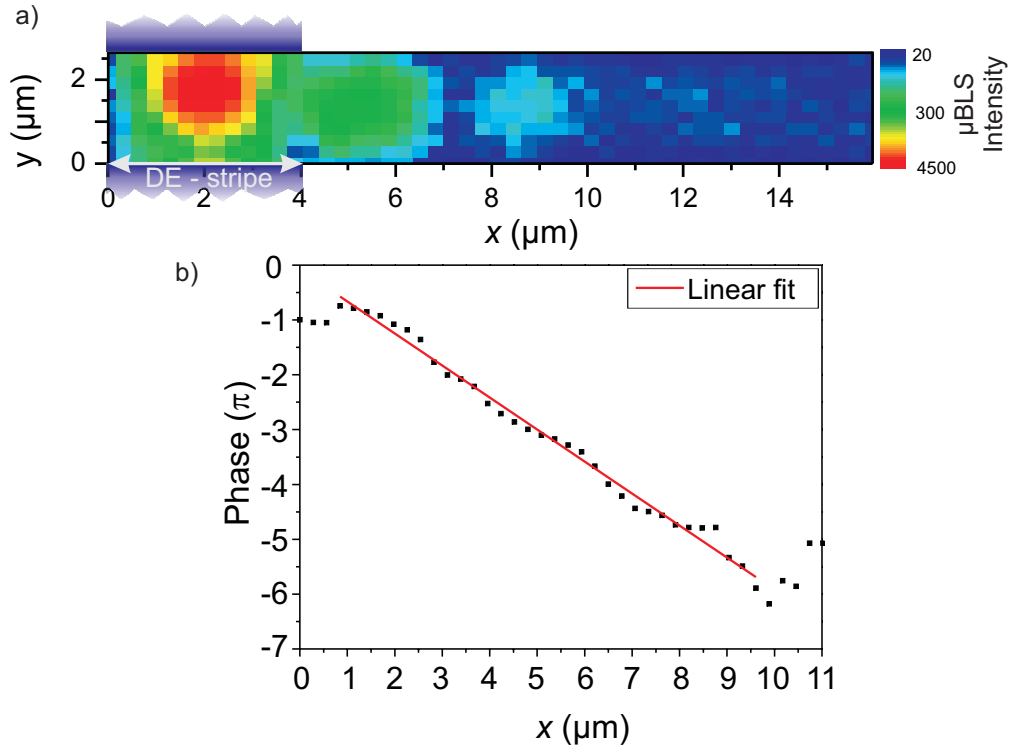 a)
y (µm)
2
0
DE - stripe
0 2 4 6 8 10 12 14
x (µm)
20
300
4500
µBLS
Intensity
b)
Phase (π)
0
-1
-2
-3
-4
-5
-6
-7
Linear fit
0 1 2 3 4 5 6 7 8 9 10 11
x (µm)